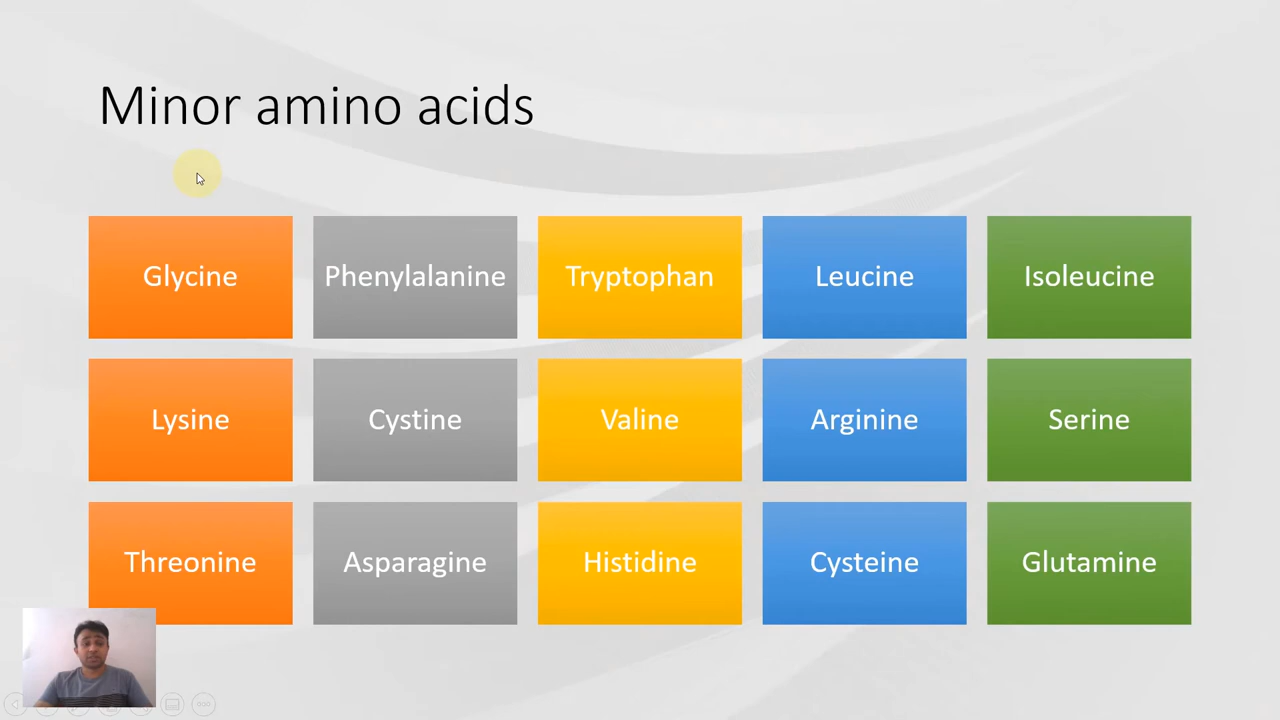 Minor amino acids
Glycine
Phenylalanine
Tryptophan
Leucine
Isoleucine
Lysine
Cystine
Valine
Arginine
Serine
Threonine
Asparagine
Histidine
Cysteine
Glutamine